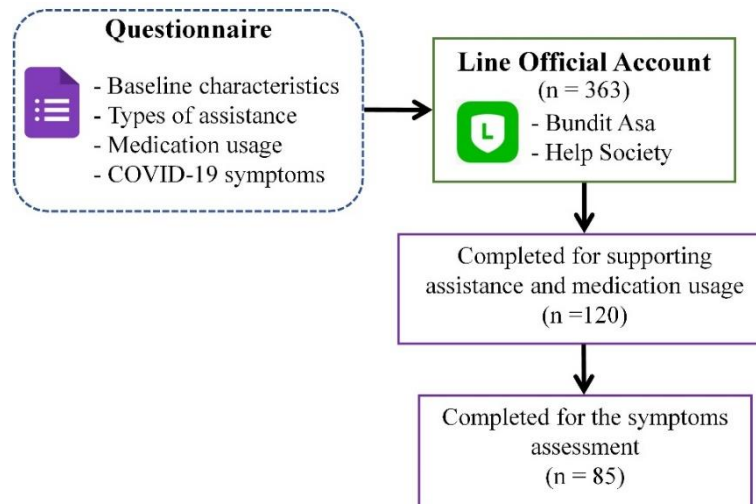 Questionnaire
- Baseline characteristics
- Types of assistance
- Medication usage
- COVID-19 symptoms
Line Official Account
(n = 363)
L
- Bundit Asa
- Help Society
Completed for supporting
assistance and medication usage
(n =120)
Completed for the symptoms
assessment
(n = 85)